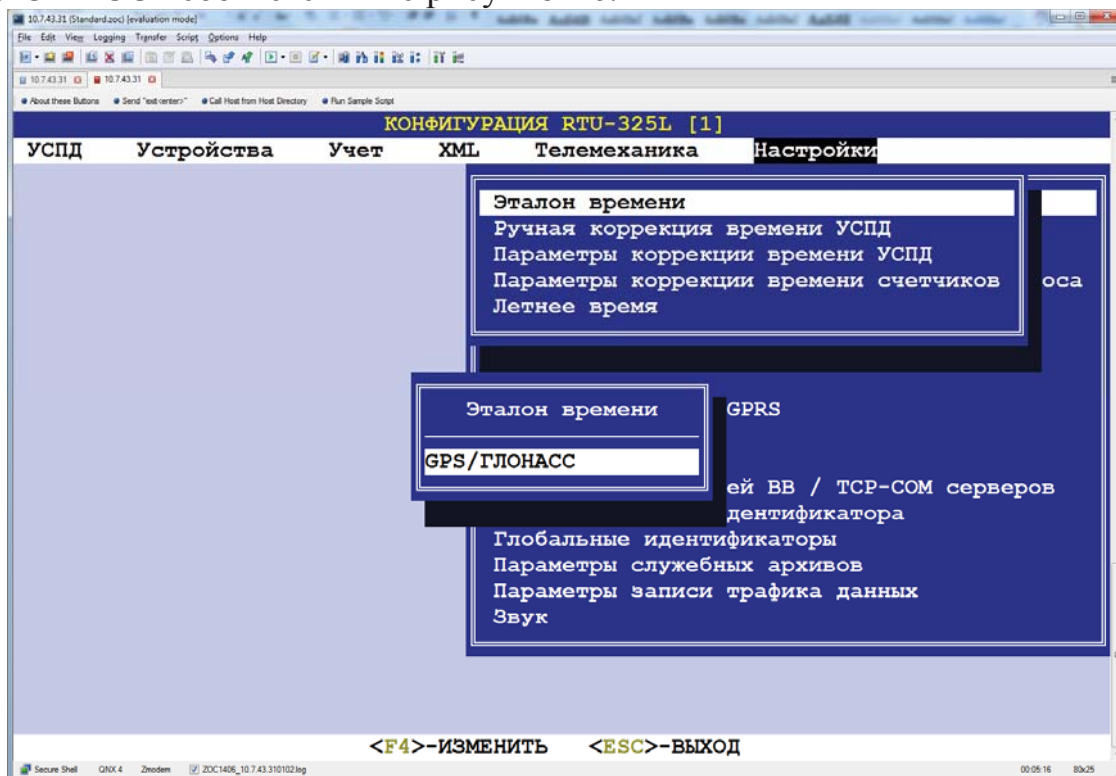 10.7.43.31 (Standard.zoc) [evaluation mode]
File Edit View Logging Transfer Script Options Help
10.7.43.31 10.7.43.31
About these Buttons Send "exit<enter>" Call Host from Host Directory Run Sample Script
КОНФИГУРАЦИЯ RTU-325L [1]
УСПД Устройства Учет XML Телемеханика Настройки
Эталон времени
Ручная коррекция времени УСПД
Параметры коррекции времени УСПД
Параметры коррекции времени счетчиков оса
Летнее время
Эталон времени GPRS
GPS/ГЛОНАСС
ей ВВ / TCP-COM серверов
дентификатора
Глобальные идентификаторы
Параметры служебных архивов
Параметры записи трафика данных
Звук
<F4>-ИЗМЕНИТЬ <ESC>-ВЫХОД
Secure Shell QNX 4 Zmodem ZOC1406_10.7.43.310102.log 00:05:16 80x25